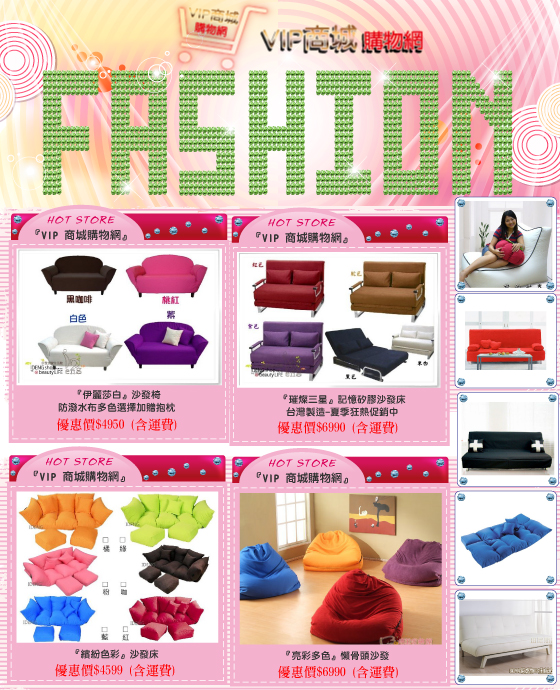 VIP商城
購物網
VIP商城 購物網
FASHION
HOT STORE
『VIP 商城購物網』
黑咖啡
桃紅
白色
紫
『伊麗莎白』沙發椅
防潑水布多色選擇加贈抱枕
優惠價$4950 (含運費)
HOT STORE
『VIP 商城購物網』
紅色
紫色
黑色
『璀燦三星』記憶矽膠沙發床
台灣製造-夏季狂熱促銷中
優惠價$6990 (含運費)
HOT STORE
『VIP 商城購物網』
橘
綠
粉
咖
藍
紅
『繽紛色彩』沙發床
優惠價$4599 (含運費)
HOT STORE
『VIP 商城購物網』
『亮彩多色』懶骨頭沙發
優惠價$6990 (含運費)